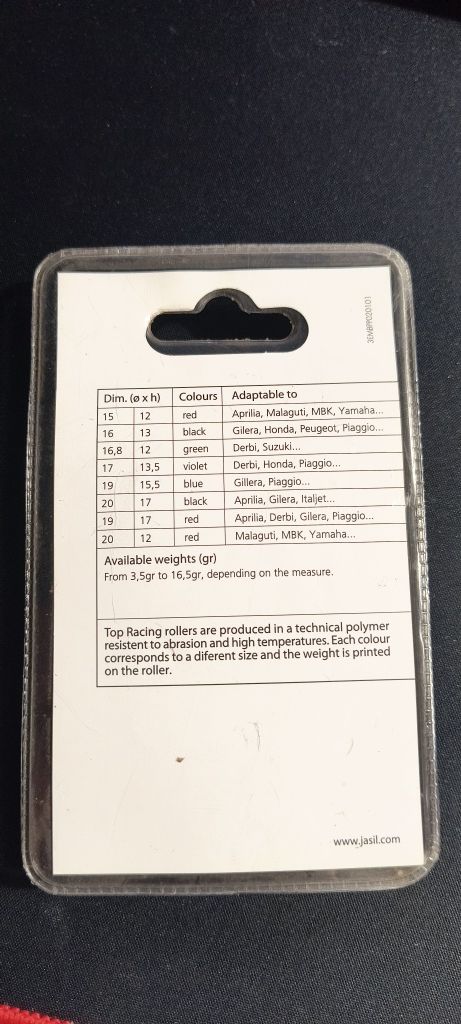 3EMBPR020101
Dim. (ø x h) Colours Adaptable to
15 12 red Aprilia, Malaguti, MBK, Yamaha...
16 13 black Gilera, Honda, Peugeot, Piaggio...
16,8 12 green Derbi, Suzuki...
17 13,5 violet Derbi, Honda, Piaggio...
19 15,5 blue Gillera, Piaggio...
20 17 black Aprilia, Gilera, Italjet...
19 17 red Aprilia, Derbi, Gilera, Piaggio...
20 12 red Malaguti, MBK, Yamaha...
Available weights (gr)
From 3,5gr to 16,5gr, depending on the measure.
Top Racing rollers are produced in a technical polymer
resistent to abrasion and high temperatures. Each colour
corresponds to a diferent size and the weight is printed
on the roller.
www.jasil.com